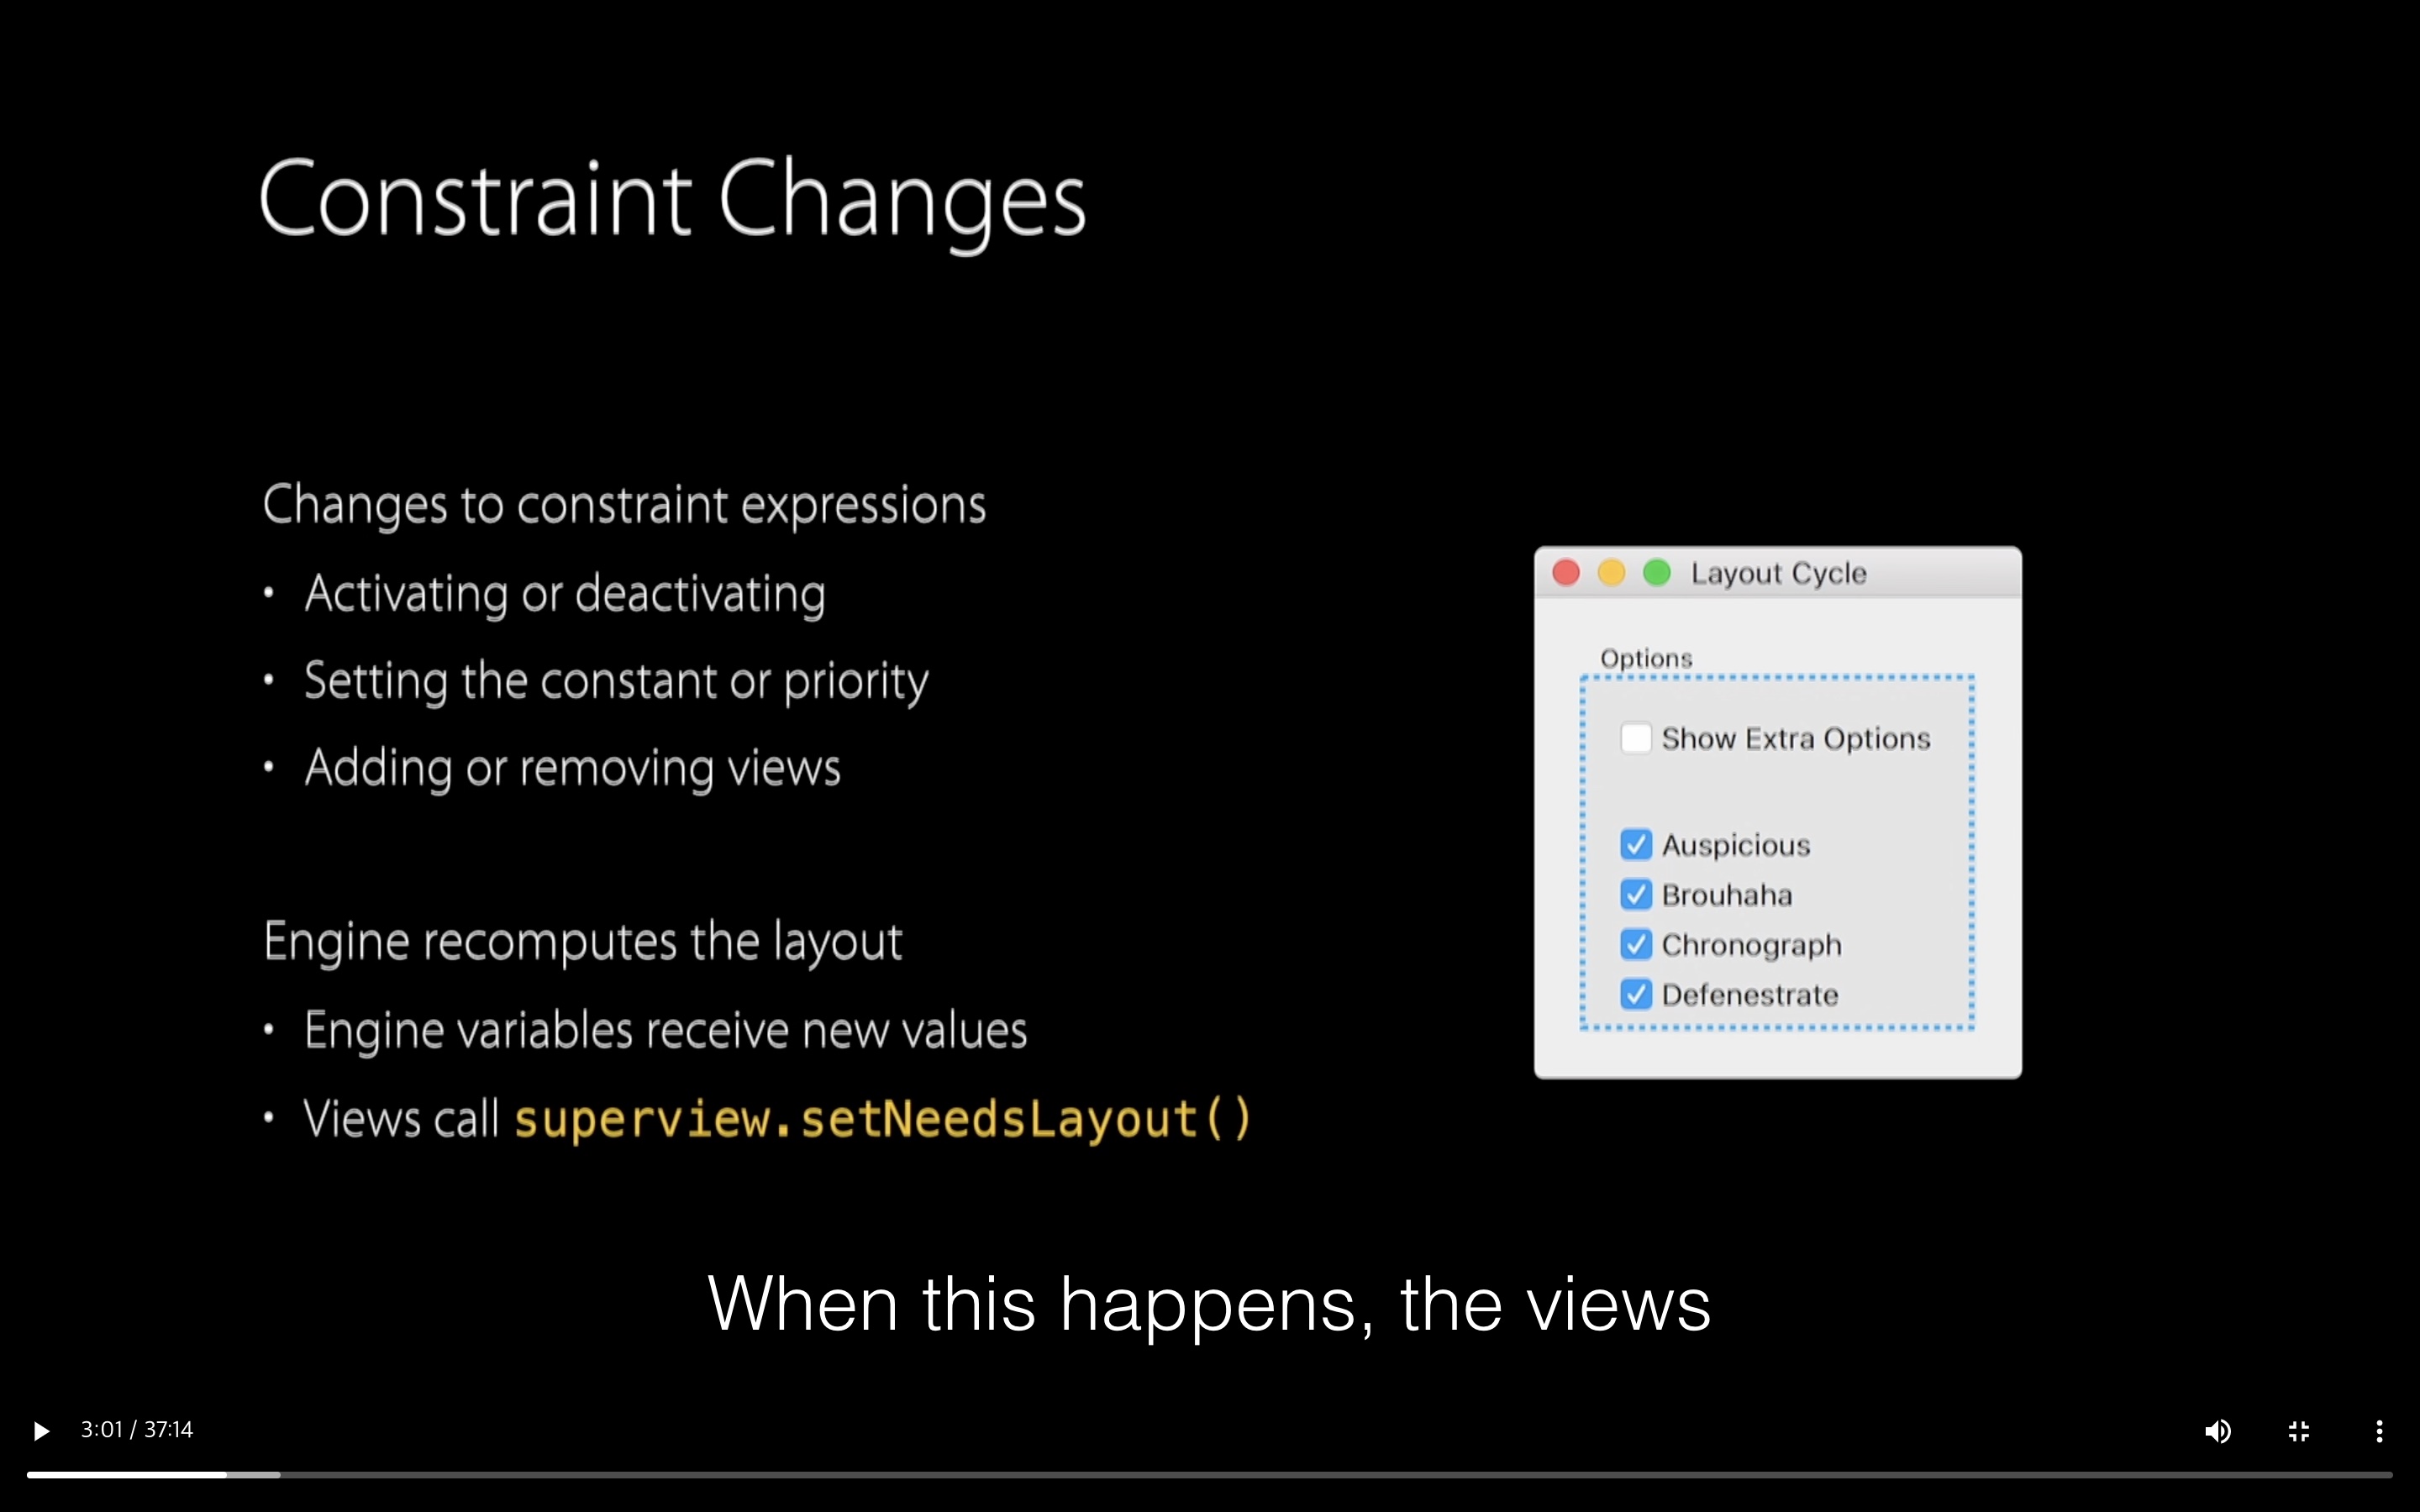 Constraint Changes
Changes to constraint expressions
• Activating or deactivating
• Setting the constant or priority
• Adding or removing views
Engine recomputes the layout
• Engine variables receive new values
• Views call superview.setNeedsLayout()
Layout Cycle
Options
Show Extra Options
Auspicious
Brouhaha
Chronograph
Defenestrate
When this happens, the views
3:01 / 37:14